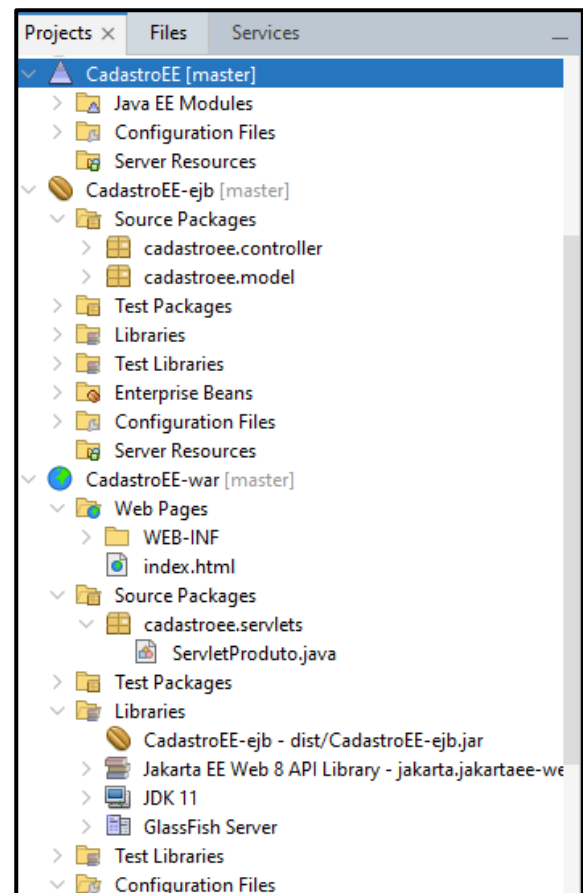 Projects × Files Services
CadastroEE [master]
Java EE Modules
Configuration Files
Server Resources
CadastroEE-ejb [master]
Source Packages
cadastroee.controller
cadastroee.model
Test Packages
Libraries
Test Libraries
Enterprise Beans
Configuration Files
Server Resources
CadastroEE-war [master]
Web Pages
WEB-INF
index.html
Source Packages
cadastroee.servlets
ServletProduto.java
Test Packages
Libraries
CadastroEE-ejb - dist/CadastroEE-ejb.jar
Jakarta EE Web 8 API Library - jakarta.jakartaee-we
JDK 11
GlassFish Server
Test Libraries
Configuration Files